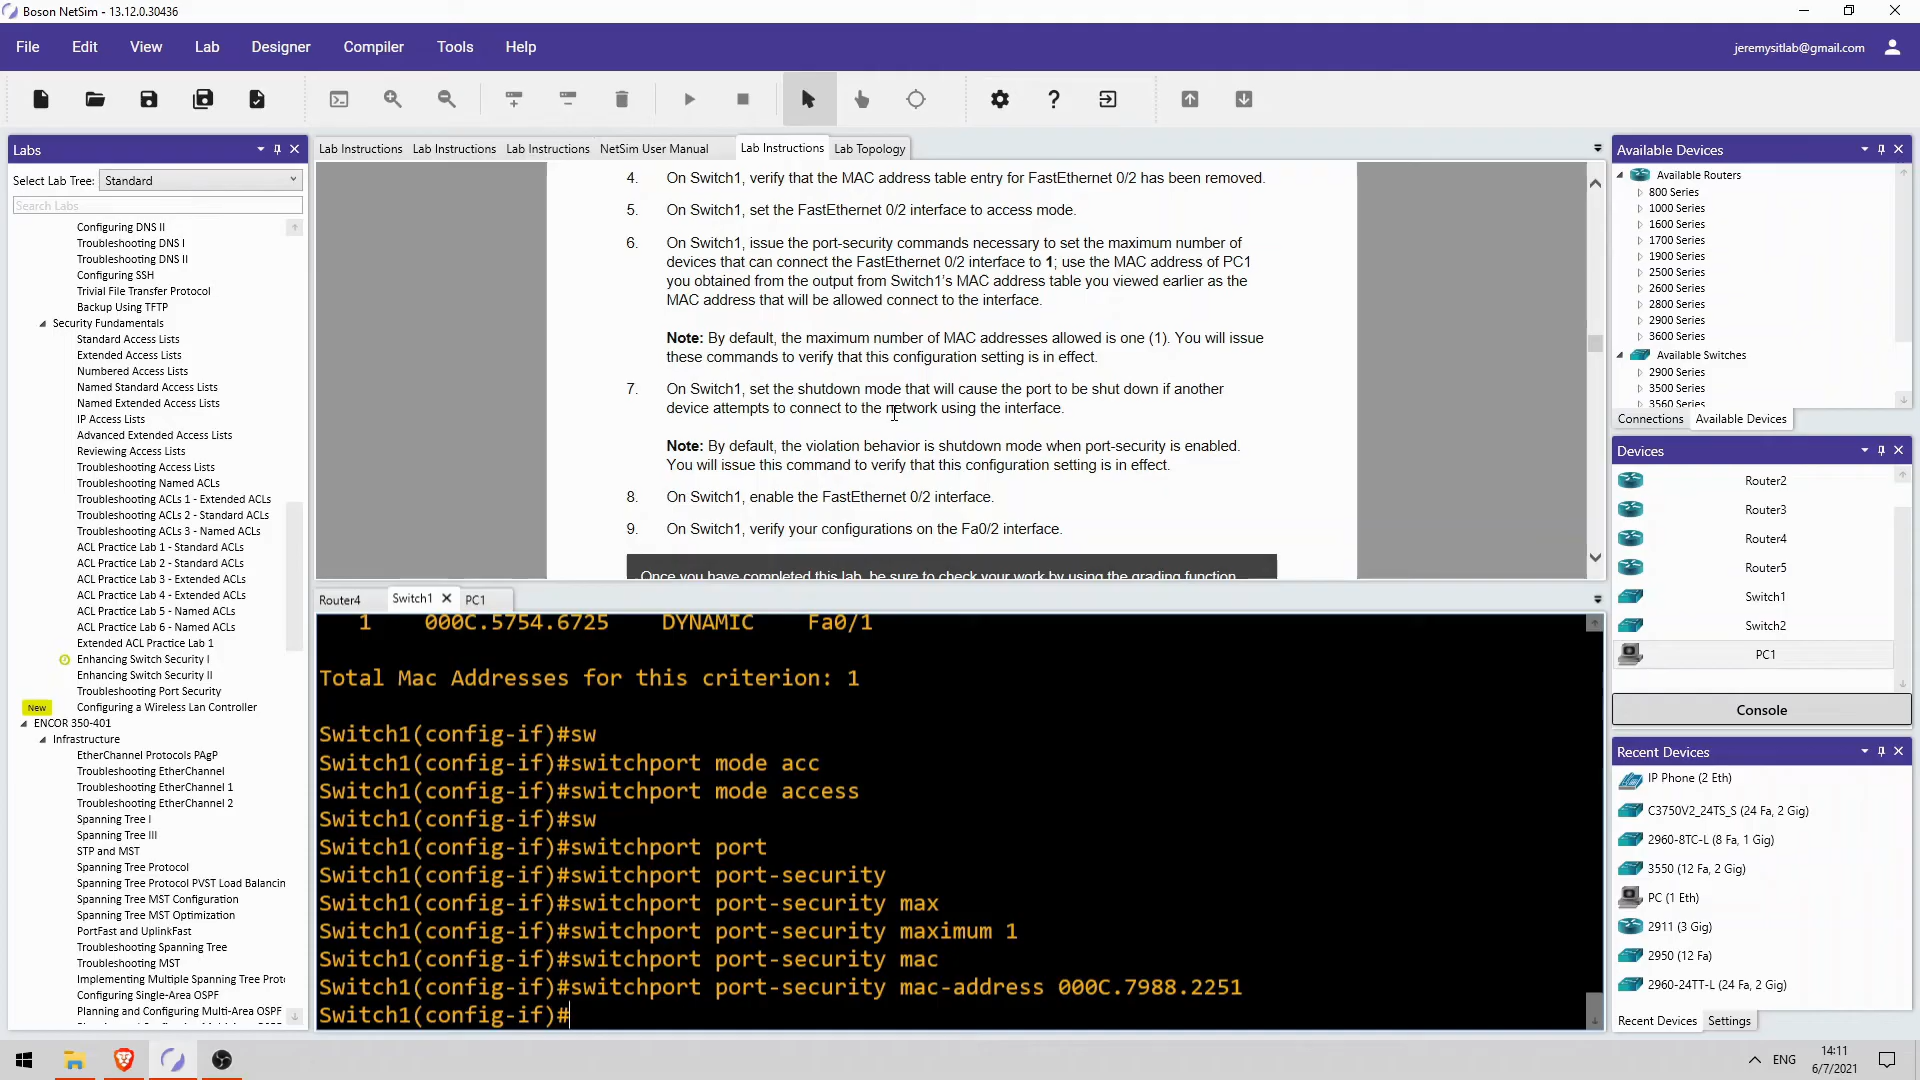 Boson NetSim - 13.12.0.30436
File Edit View Lab Designer Compiler Tools Help
jeremysitlab@gmail.com
Labs
Select Lab Tree: Standard
Search Labs
Configuring DNS II
Troubleshooting DNS I
Troubleshooting DNS II
Configuring SSH
Trivial File Transfer Protocol
Backup Using TFTP
Security Fundamentals
Standard Access Lists
Extended Access Lists
Numbered Access Lists
Named Standard Access Lists
Named Extended Access Lists
IP Access Lists
Advanced Extended Access Lists
Reviewing Access Lists
Troubleshooting Access Lists
Troubleshooting Named ACLs
Troubleshooting ACLs 1 - Extended ACLs
Troubleshooting ACLs 2 - Standard ACLs
Troubleshooting ACLs 3 - Named ACLs
ACL Practice Lab 1 - Standard ACLs
ACL Practice Lab 2 - Standard ACLs
ACL Practice Lab 3 - Extended ACLs
ACL Practice Lab 4 - Extended ACLs
ACL Practice Lab 5 - Named ACLs
ACL Practice Lab 6 - Named ACLs
Extended ACL Practice Lab 1
Enhancing Switch Security I
Enhancing Switch Security II
Troubleshooting Port Security
New Configuring a Wireless Lan Controller
ENCOR 350-401
Infrastructure
EtherChannel Protocols PAgP
Troubleshooting EtherChannel
Troubleshooting EtherChannel 1
Troubleshooting EtherChannel 2
Spanning Tree I
Spanning Tree III
STP and MST
Spanning Tree Protocol
Spanning Tree Protocol PVST Load Balancin
Spanning Tree MST Configuration
Spanning Tree MST Optimization
PortFast and UplinkFast
Troubleshooting Spanning Tree
Troubleshooting MST
Implementing Multiple Spanning Tree Proto
Configuring Single-Area OSPF
Planning and Configuring Multi-Area OSPF
Lab Instructions Lab Instructions Lab Instructions NetSim User Manual Lab Instructions Lab Topology
4. On Switch1, verify that the MAC address table entry for FastEthernet 0/2 has been removed.
5. On Switch1, set the FastEthernet 0/2 interface to access mode.
6. On Switch1, issue the port-security commands necessary to set the maximum number of
devices that can connect the FastEthernet 0/2 interface to 1; use the MAC address of PC1
you obtained from the output from Switch1's MAC address table you viewed earlier as the
MAC address that will be allowed connect to the interface.
Note: By default, the maximum number of MAC addresses allowed is one (1). You will issue
these commands to verify that this configuration setting is in effect.
7. On Switch1, set the shutdown mode that will cause the port to be shut down if another
device attempts to connect to the network using the interface.
Note: By default, the violation behavior is shutdown mode when port-security is enabled.
You will issue this command to verify that this configuration setting is in effect.
8. On Switch1, enable the FastEthernet 0/2 interface.
9. On Switch1, verify your configurations on the Fa0/2 interface.
Once you have completed this lab, be sure to check your work by using the grading function.
Router4 Switch1 PC1
1 000C.5754.6725 DYNAMIC Fa0/1
Total Mac Addresses for this criterion: 1
Switch1(config-if)#sw
Switch1(config-if)#switchport mode acc
Switch1(config-if)#switchport mode access
Switch1(config-if)#sw
Switch1(config-if)#switchport port
Switch1(config-if)#switchport port-security
Switch1(config-if)#switchport port-security max
Switch1(config-if)#switchport port-security maximum 1
Switch1(config-if)#switchport port-security mac
Switch1(config-if)#switchport port-security mac-address 000C.7988.2251
Switch1(config-if)#
Available Devices
Available Routers
800 Series
1000 Series
1600 Series
1700 Series
1900 Series
2500 Series
2600 Series
2800 Series
2900 Series
3600 Series
Available Switches
2900 Series
3500 Series
3560 Series
Connections Available Devices
Devices
Router2
Router3
Router4
Router5
Switch1
Switch2
PC1
Console
Recent Devices
IP Phone (2 Eth)
C3750V2_24TS_S (24 Fa, 2 Gig)
2960-8TC-L (8 Fa, 1 Gig)
3550 (12 Fa, 2 Gig)
PC (1 Eth)
2911 (3 Gig)
2950 (12 Fa)
2960-24TT-L (24 Fa, 2 Gig)
Recent Devices Settings
ENG
14:11
6/7/2021